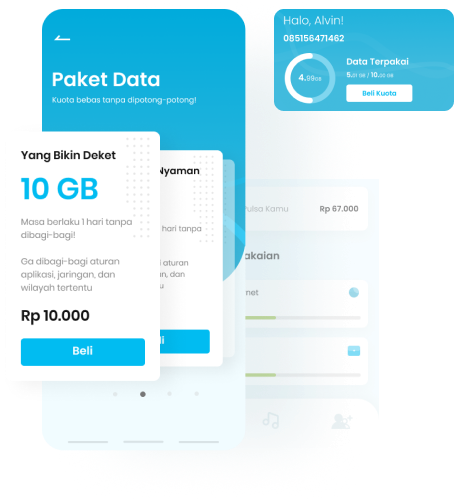 Halo, Alvin!
085156471462
Data Terpakai
4.99GB
5.01 GB / 10.00 GB
Beli Kuota
Paket Data
Kuota bebas tanpa dipotong-potong!
Yang Bikin Deket
10 GB
Masa berlaku 1 hari tanpa
dibagi-bagi!
Ga dibagi-bagi aturan
aplikasi, jaringan, dan
wilayah tertentu
Rp 10.000
Beli
Nyaman
hari tanpa
aturan
an, dan
u
li
Pulsa Kamu
Rp 67.000
akaian
net